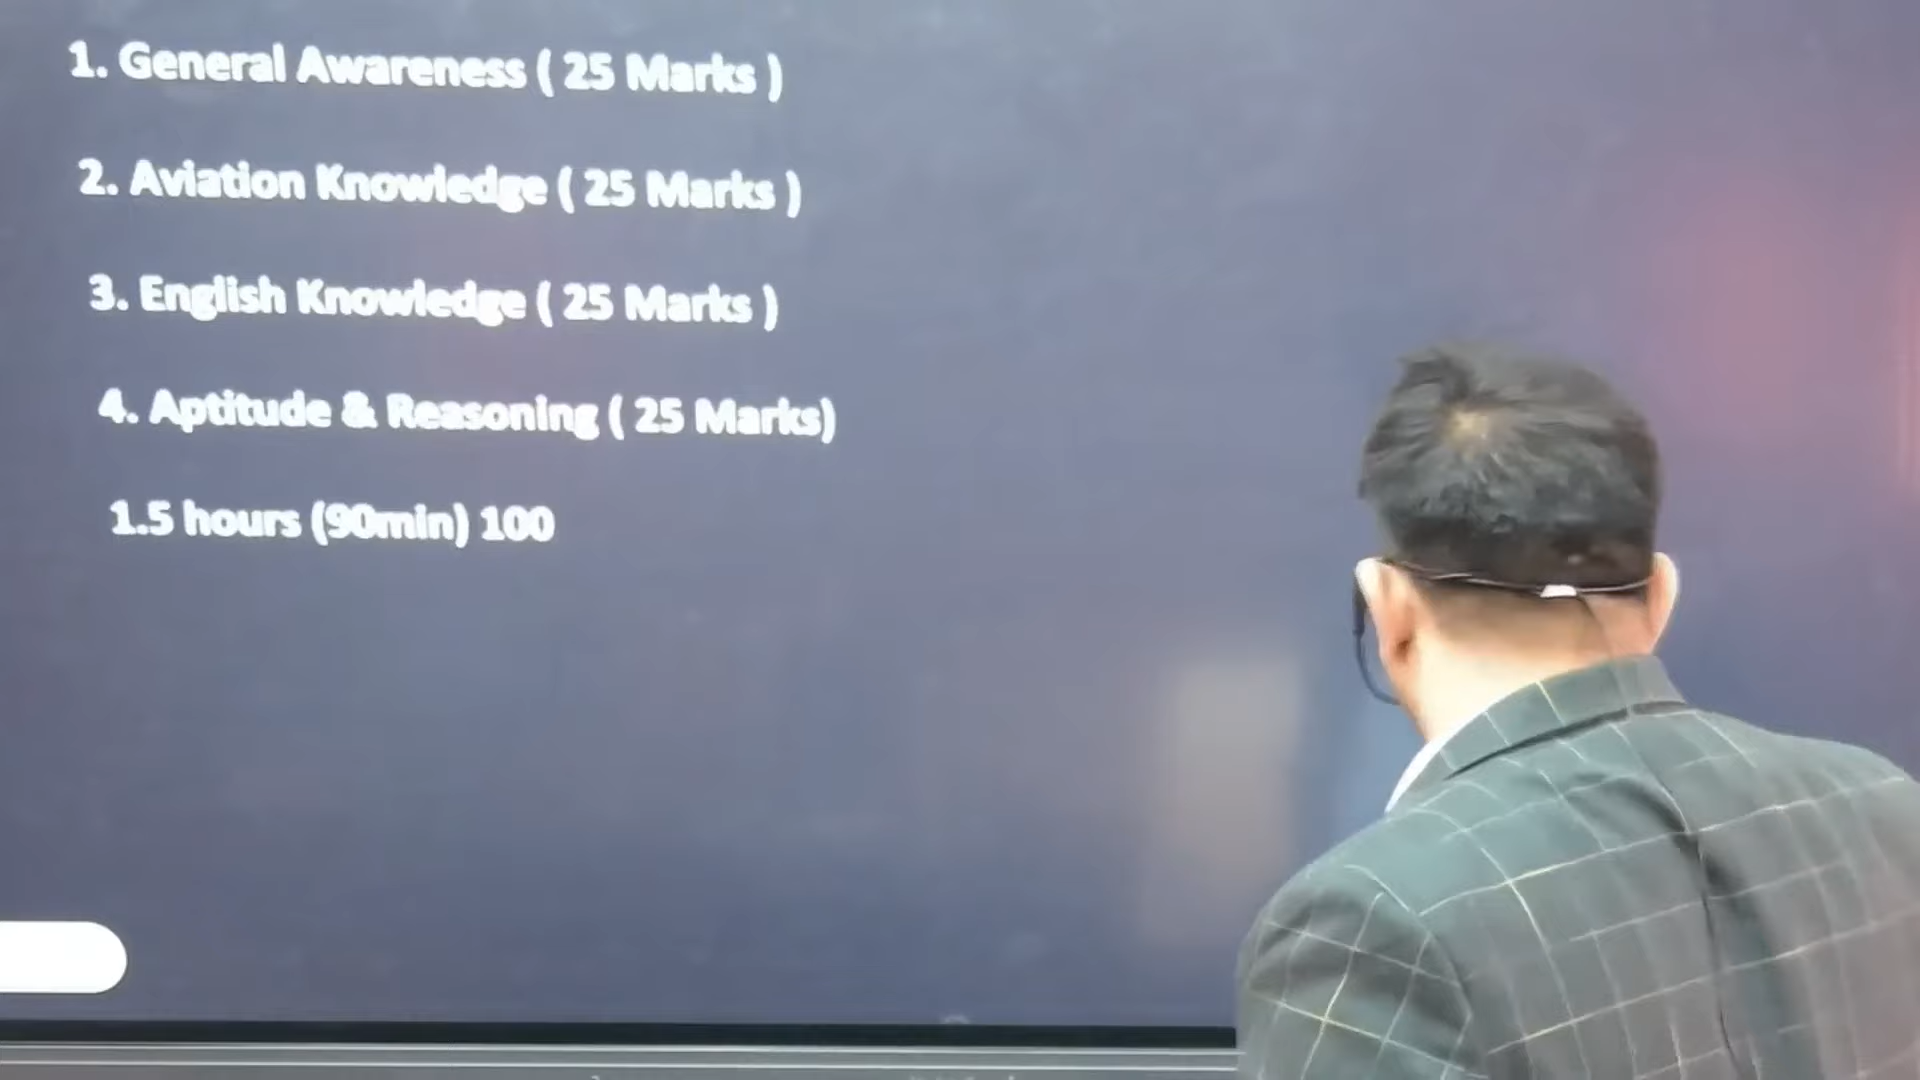 1. General Awareness ( 25 Marks )
2. Aviation Knowledge ( 25 Marks )
3. English Knowledge ( 25 Marks )
4. Aptitude & Reasoning ( 25 Marks)
1.5 hours (90min) 100